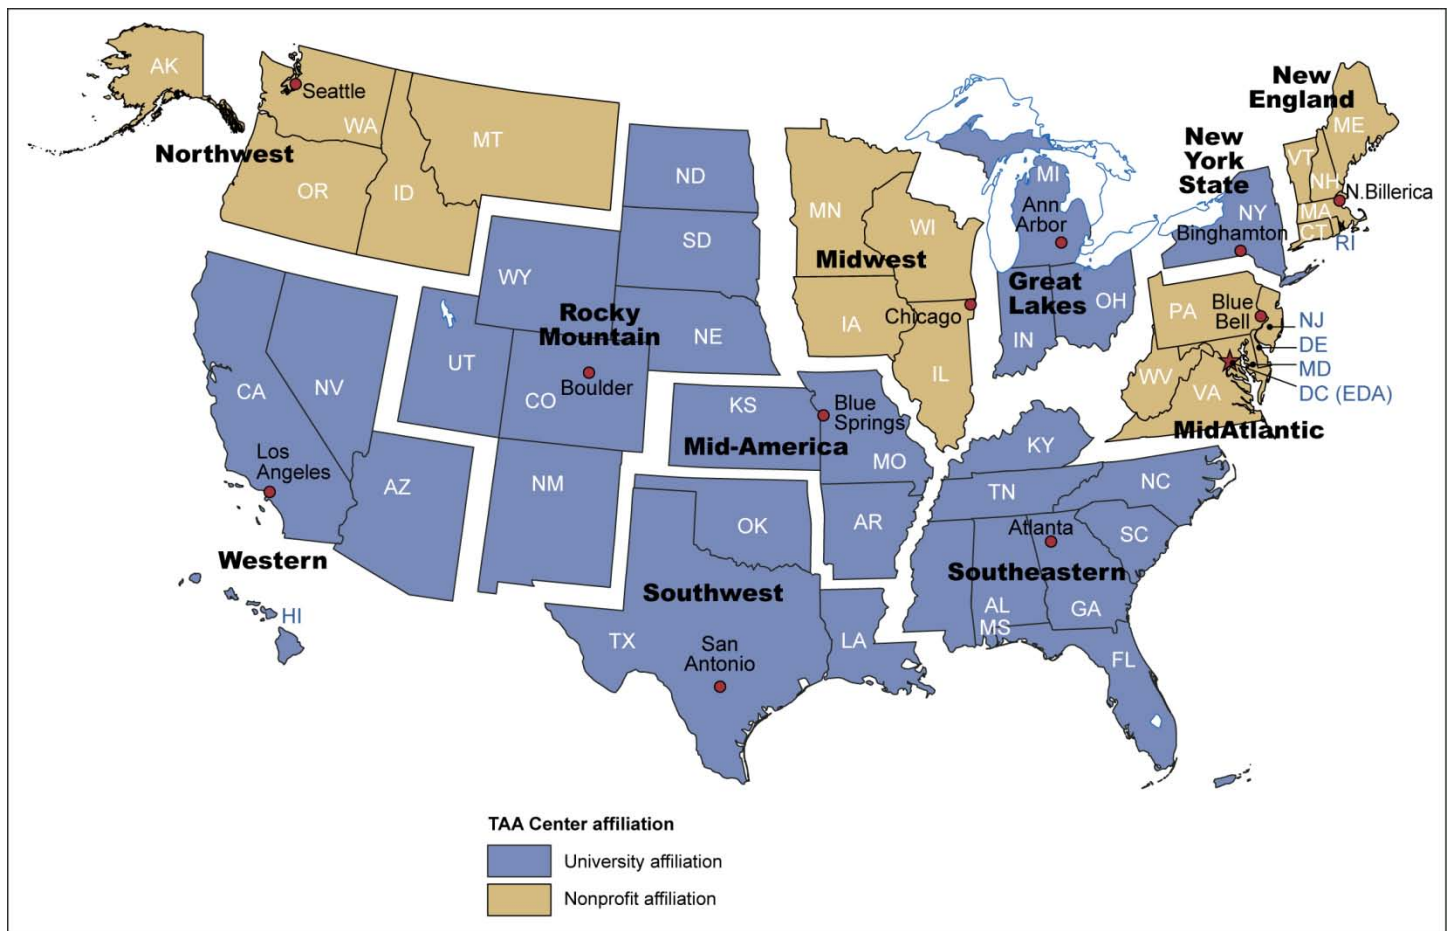 AK
Seattle
WA
Northwest
MT
OR
ID
ND
SD
WY
Rocky
Mountain
NE
UT
Boulder
CO
CA
NV
Los
Angeles
AZ
NM
Western
HI
MN
WI
Midwest
IA
Chicago
IL
MI
Ann
Arbor
Great
Lakes
OH
IN
New
England
ME
VT
NH
N.Billerica
MA
CT
RI
New
York
State
NY
Binghamton
PA
Blue
Bell
NJ
DE
MD
DC (EDA)
WV
VA
MidAtlantic
KS
Blue
Springs
Mid-America
MO
AR
OK
Southwest
TX
San
Antonio
LA
KY
TN
NC
Atlanta
SC
Southeastern
AL
MS
GA
FL
TAA Center affiliation
University affiliation
Nonprofit affiliation